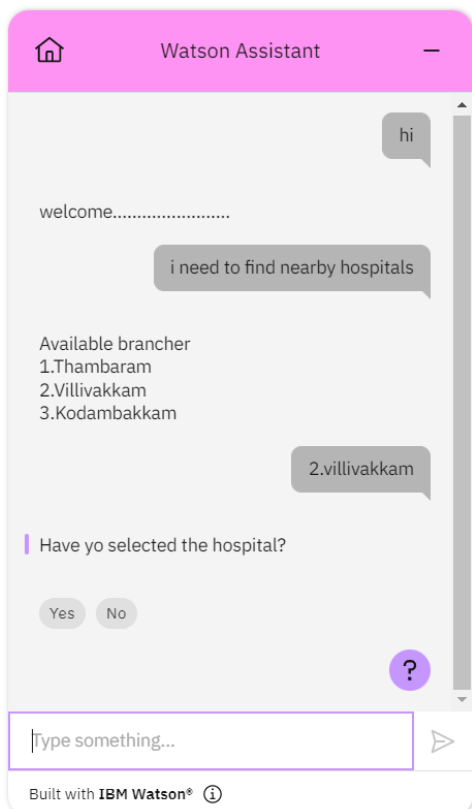 Watson Assistant
hi
welcome........................
i need to find nearby hospitals
Available brancher
1.Thambaram
2.Villivakkam
3.Kodambakkam
2.villivakkam
Have yo selected the hospital?
Yes No
?
Type something...
Built with IBM Watson® i